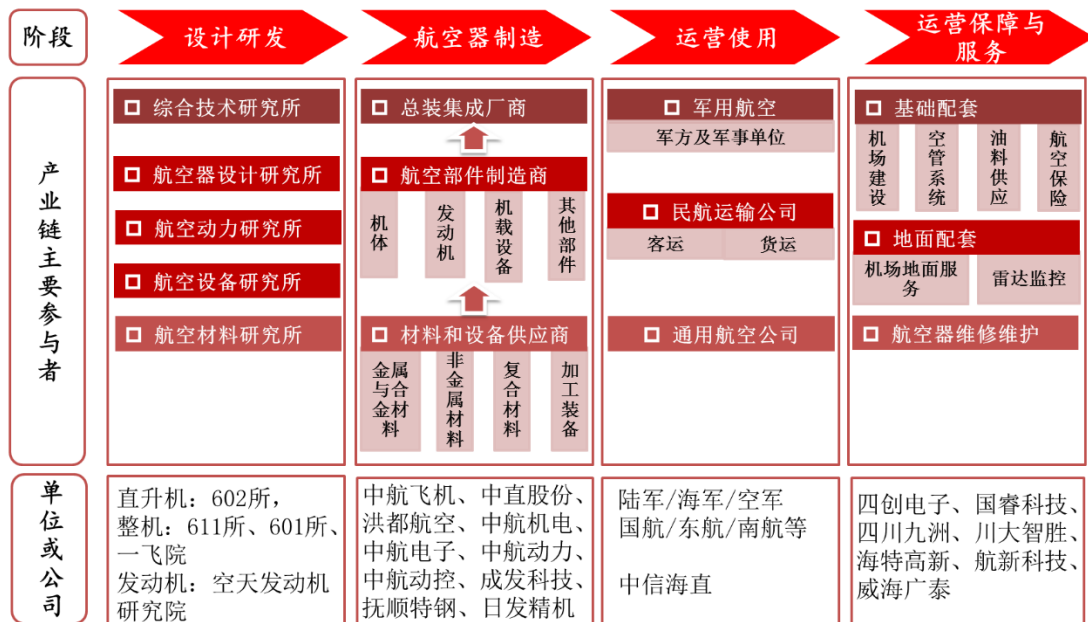 阶段
设计研发
航空器制造
运营使用
运营保障与
服务
产业链主要参与者
综合技术研究所
航空器设计研究所
航空动力研究所
航空设备研究所
航空材料研究所
总装集成厂商
航空部件制造商
机体
发动机
机载设备
其他部件
材料和设备供应商
金属
与合
金材
料
非金属材料
复合材料
加工装备
军用航空
军方及军事单位
民航运输公司
客运
货运
通用航空公司
基础配套
机场建设
空管系统
油料供应
航空保险
地面配套
机场地面服
务
雷达监控
航空器维修维护
单位或公司
直升机：602所，
整机：611所、601所、
一飞院
发动机：空天发动机
研究院
中航飞机、中直股份、
洪都航空、中航机电、
中航电子、中航动力、
中航动控、成发科技、
抚顺特钢、日发精机
陆军/海军/空军
国航/东航/南航等
中信海直
四创电子、国睿科技、
四川九洲、川大智胜、
海特高新、航新科技、
威海广泰